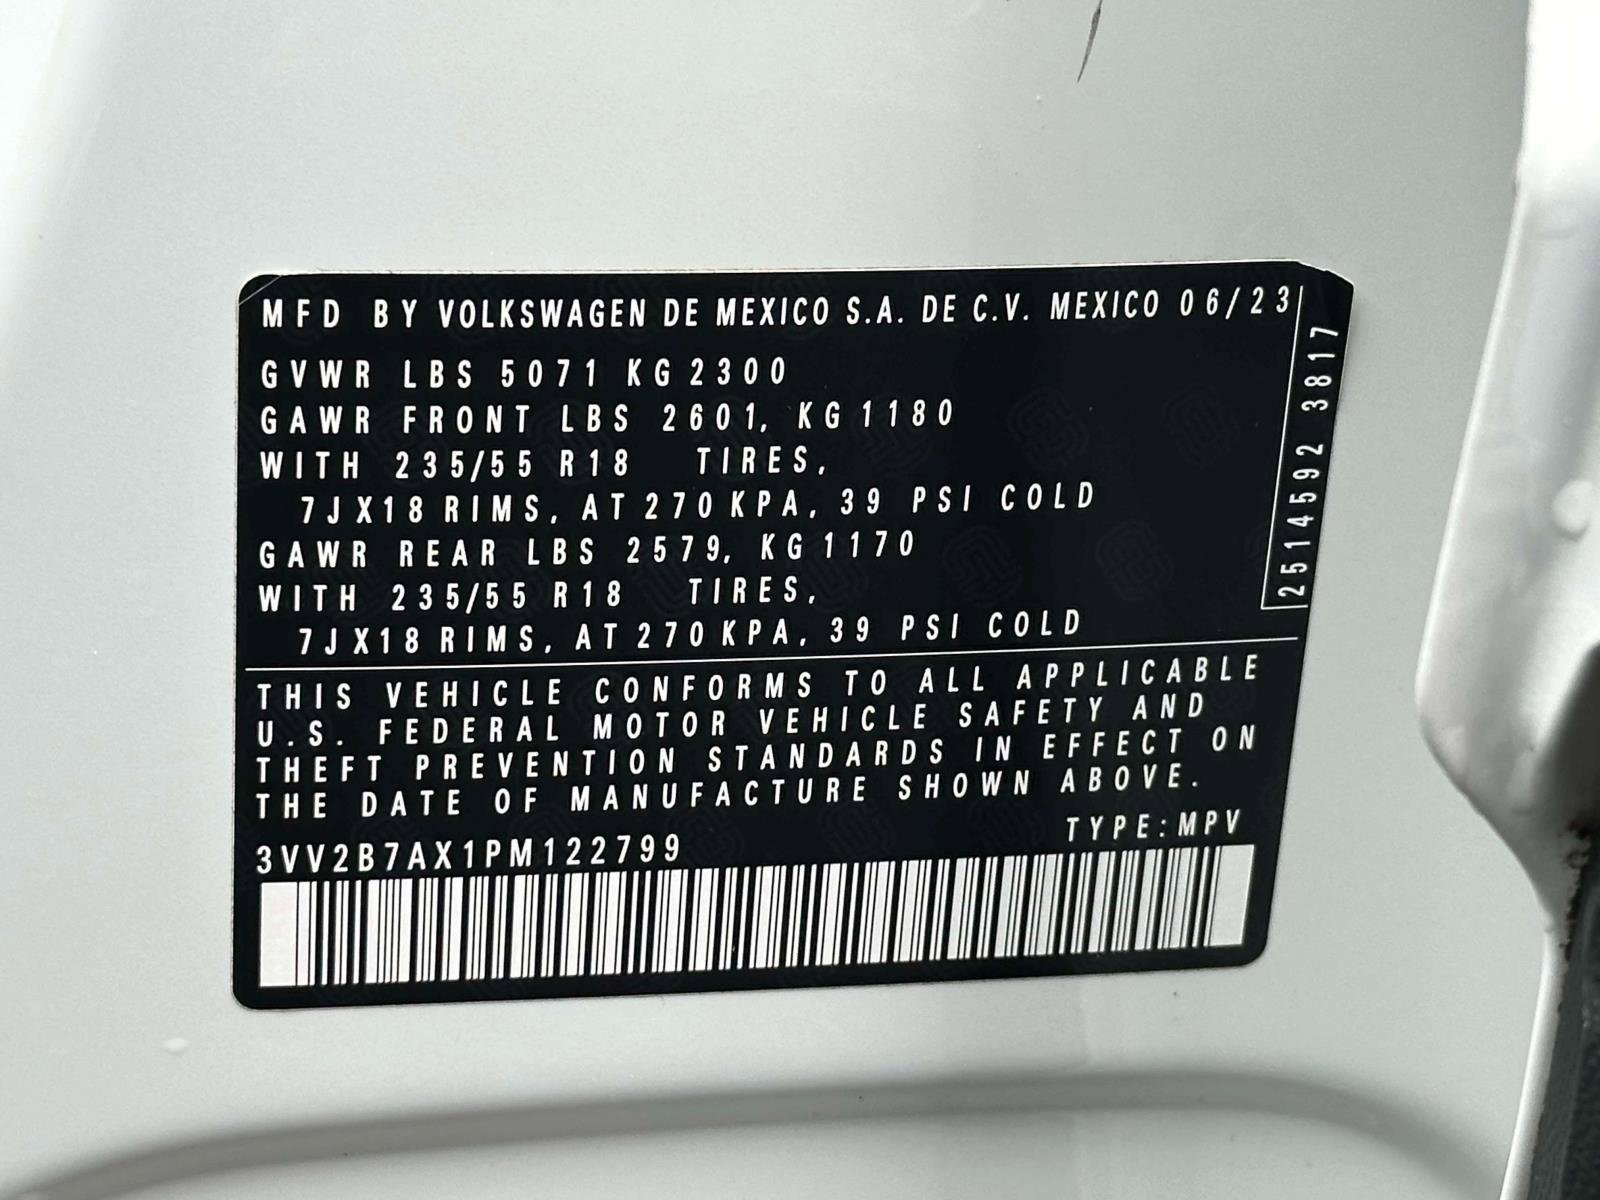 MFD BY VOLKSWAGEN DE MEXICO S.A. DE C.V. MEXICO 06/23
GVWR LBS 5071 KG 2300
GAWR FRONT LBS 2601, KG 1180
WITH 235/55 R18 TIRES,
7JX18 RIMS, AT 270 KPA, 39 PSI COLD
GAWR REAR LBS 2579, KG 1170
WITH 235/55 R18 TIRES,
7JX18 RIMS, AT 270 KPA, 39 PSI COLD
2514592 3817
THIS VEHICLE CONFORMS TO ALL APPLICABLE
U.S. FEDERAL MOTOR VEHICLE SAFETY AND
THEFT PREVENTION STANDARDS IN EFFECT ON
THE DATE OF MANUFACTURE SHOWN ABOVE.
3VV2B7AX1PM122799 TYPE:MPV